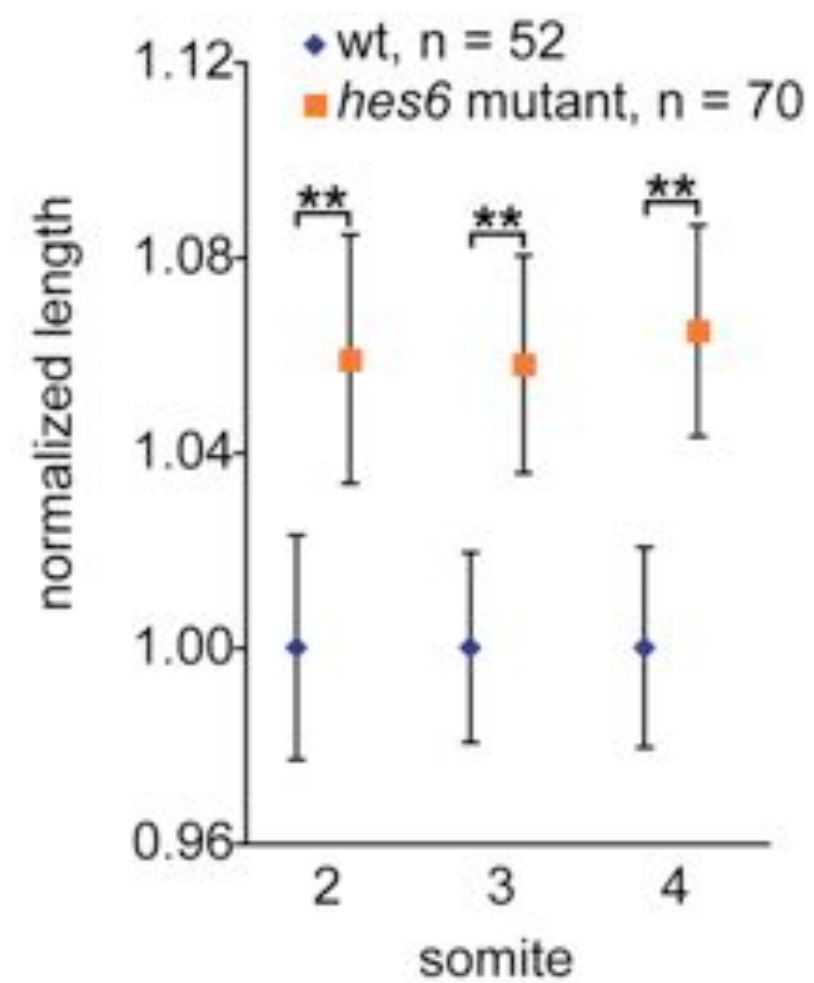 wt, n = 52
hes6 mutant, n = 70
normalized length
1.12
1.08
1.04
1.00
0.96
**
**
**
2 3 4
somite